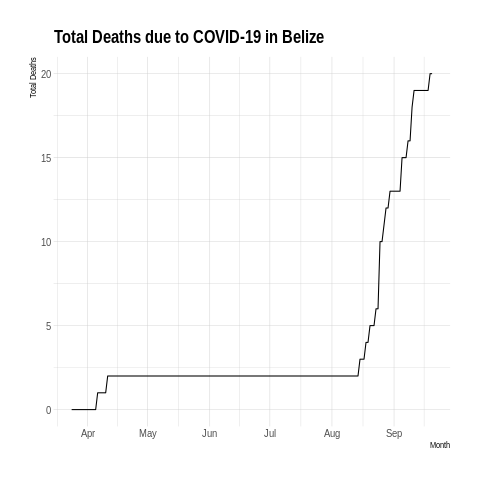 Total Deaths due to COVID-19 in Belize
Total Deaths
20
15
10
5
0
Apr May Jun Jul Aug Sep
Month